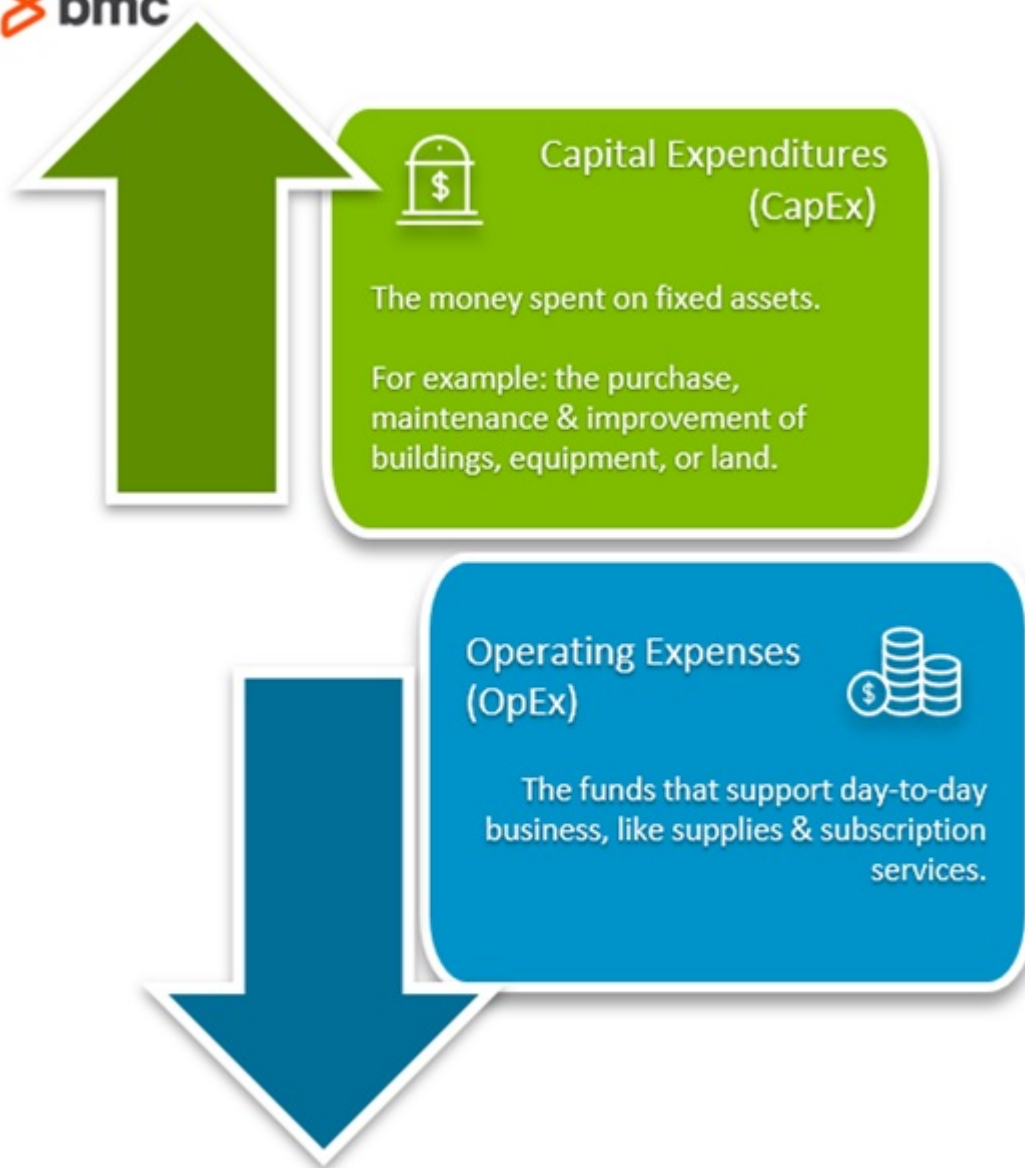 bmc
Capital Expenditures
(CapEx)
$
The money spent on fixed assets.
For example: the purchase,
maintenance & improvement of
buildings, equipment, or land.
Operating Expenses
(OpEx)
$
The funds that support day-to-day
business, like supplies & subscription
services.